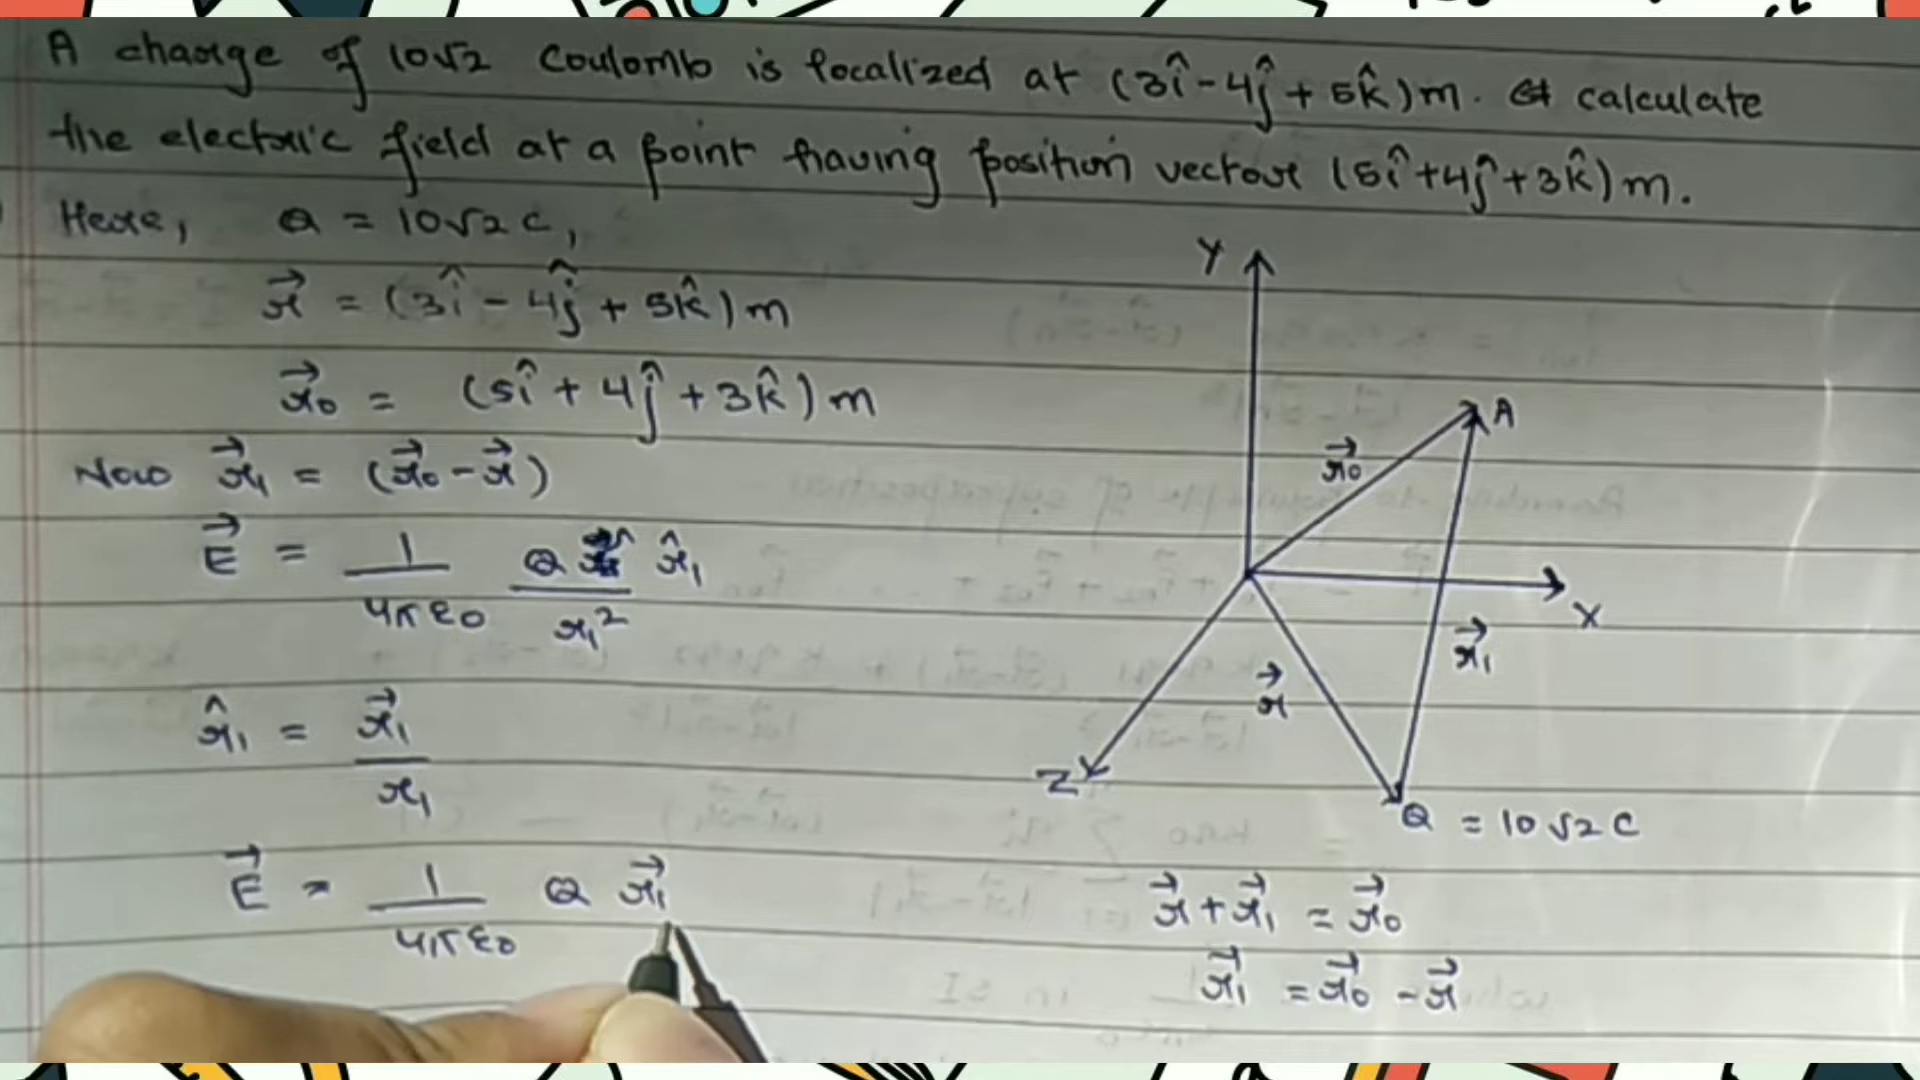 A charge of 10√2 Coulomb is localized at (3î-4ĵ+5k̂)m. calculate
the electric field at a point having position vector (5î+4ĵ+3k̂)m.
Here, Q = 10√2 C,
r⃗ = (3î - 4ĵ + 5k̂)m
r⃗₀ = (5î + 4ĵ + 3k̂)m
Now r⃗₁ = (r⃗₀ - r⃗)
E⃗ = 1/4πε₀ Q/r₁² r̂₁
r̂₁ = r⃗₁/r₁
E⃗ = 1/4πε₀ Q r⃗₁
Y
A
r⃗₀
X
r⃗₁
r⃗
Z
Q = 10√2 C
r⃗ + r⃗₁ = r⃗₀
r⃗₁ = r⃗₀ - r⃗